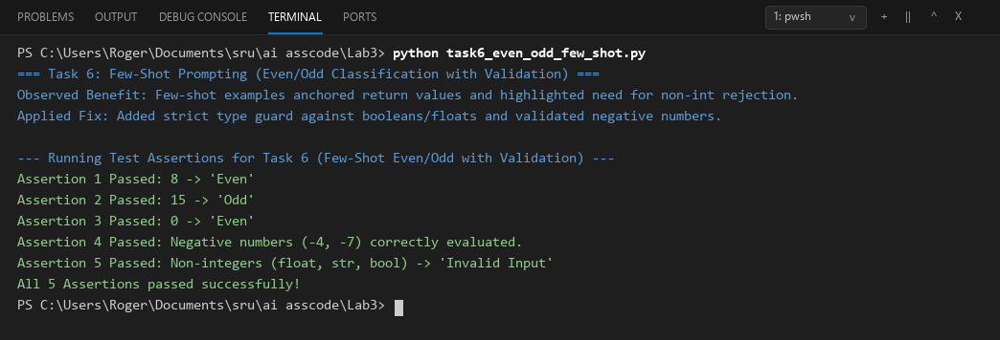 PROBLEMS OUTPUT DEBUG CONSOLE TERMINAL PORTS 1: pwsh v + || ^ X
PS C:\Users\Roger\Documents\sru\ai asscode\Lab3> python task6_even_odd_few_shot.py
=== Task 6: Few-Shot Prompting (Even/Odd Classification with Validation) ===
Observed Benefit: Few-shot examples anchored return values and highlighted need for non-int rejection.
Applied Fix: Added strict type guard against booleans/floats and validated negative numbers.
--- Running Test Assertions for Task 6 (Few-Shot Even/Odd with Validation) ---
Assertion 1 Passed: 8 -> 'Even'
Assertion 2 Passed: 15 -> 'Odd'
Assertion 3 Passed: 0 -> 'Even'
Assertion 4 Passed: Negative numbers (-4, -7) correctly evaluated.
Assertion 5 Passed: Non-integers (float, str, bool) -> 'Invalid Input'
All 5 Assertions passed successfully!
PS C:\Users\Roger\Documents\sru\ai asscode\Lab3>